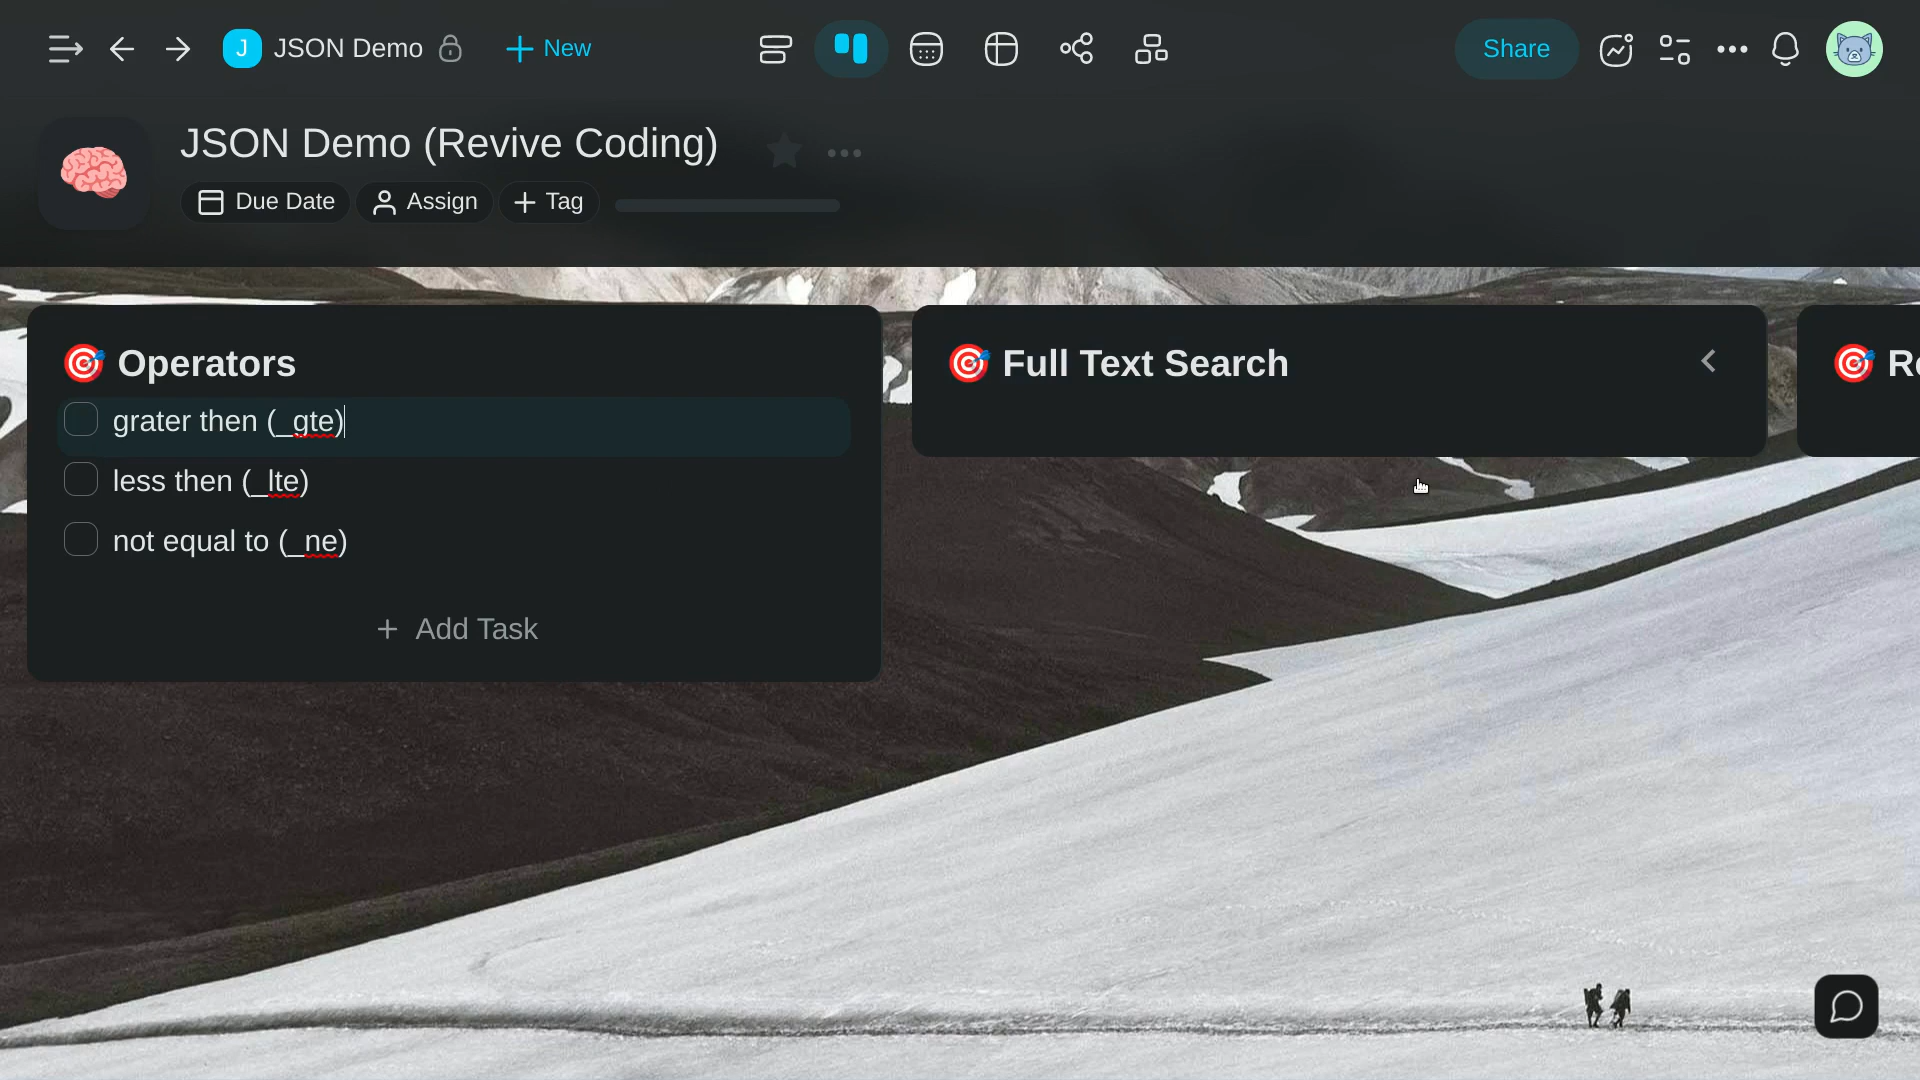 J JSON Demo
New
Share
JSON Demo (Revive Coding)
Due Date
Assign
Tag
Operators
grater then (_gte)
less then (_lte)
not equal to (_ne)
+ Add Task
Full Text Search